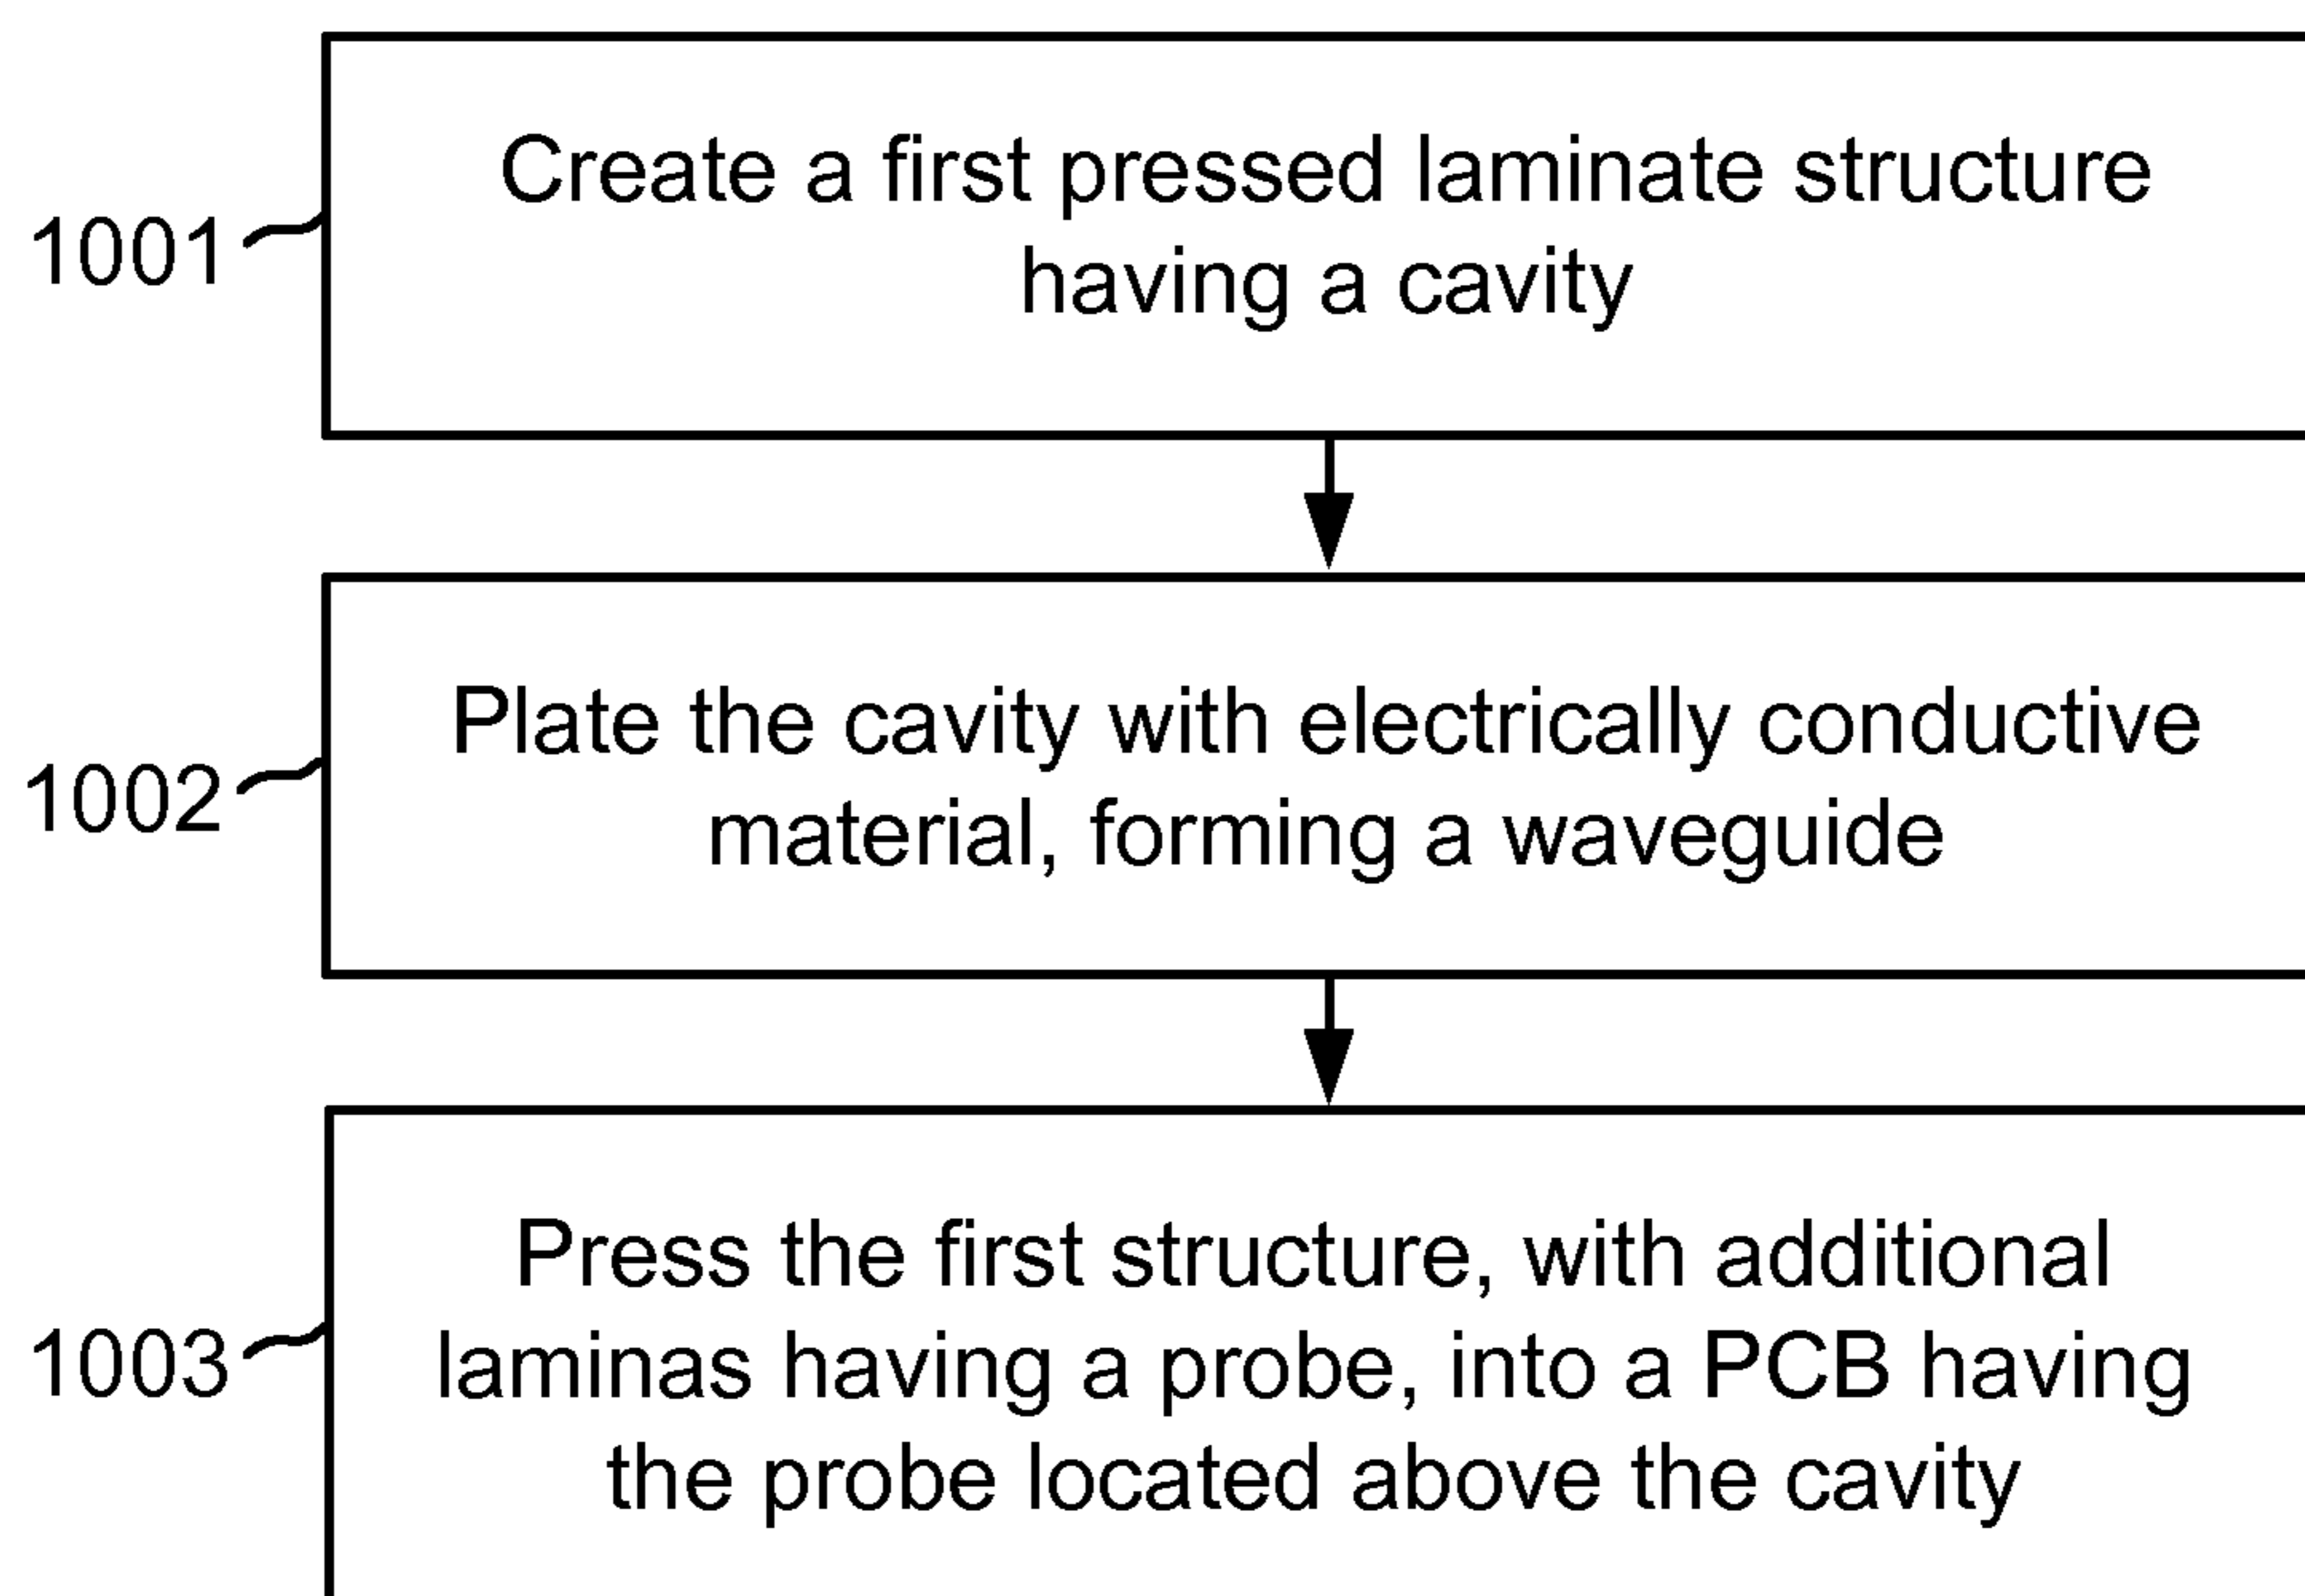 Create a first pressed laminate structure
having a cavity
1001
Plate the cavity with electrically conductive
material, forming a waveguide
1002
Press the first structure, with additional
laminas having a probe, into a PCB having
the probe located above the cavity
1003